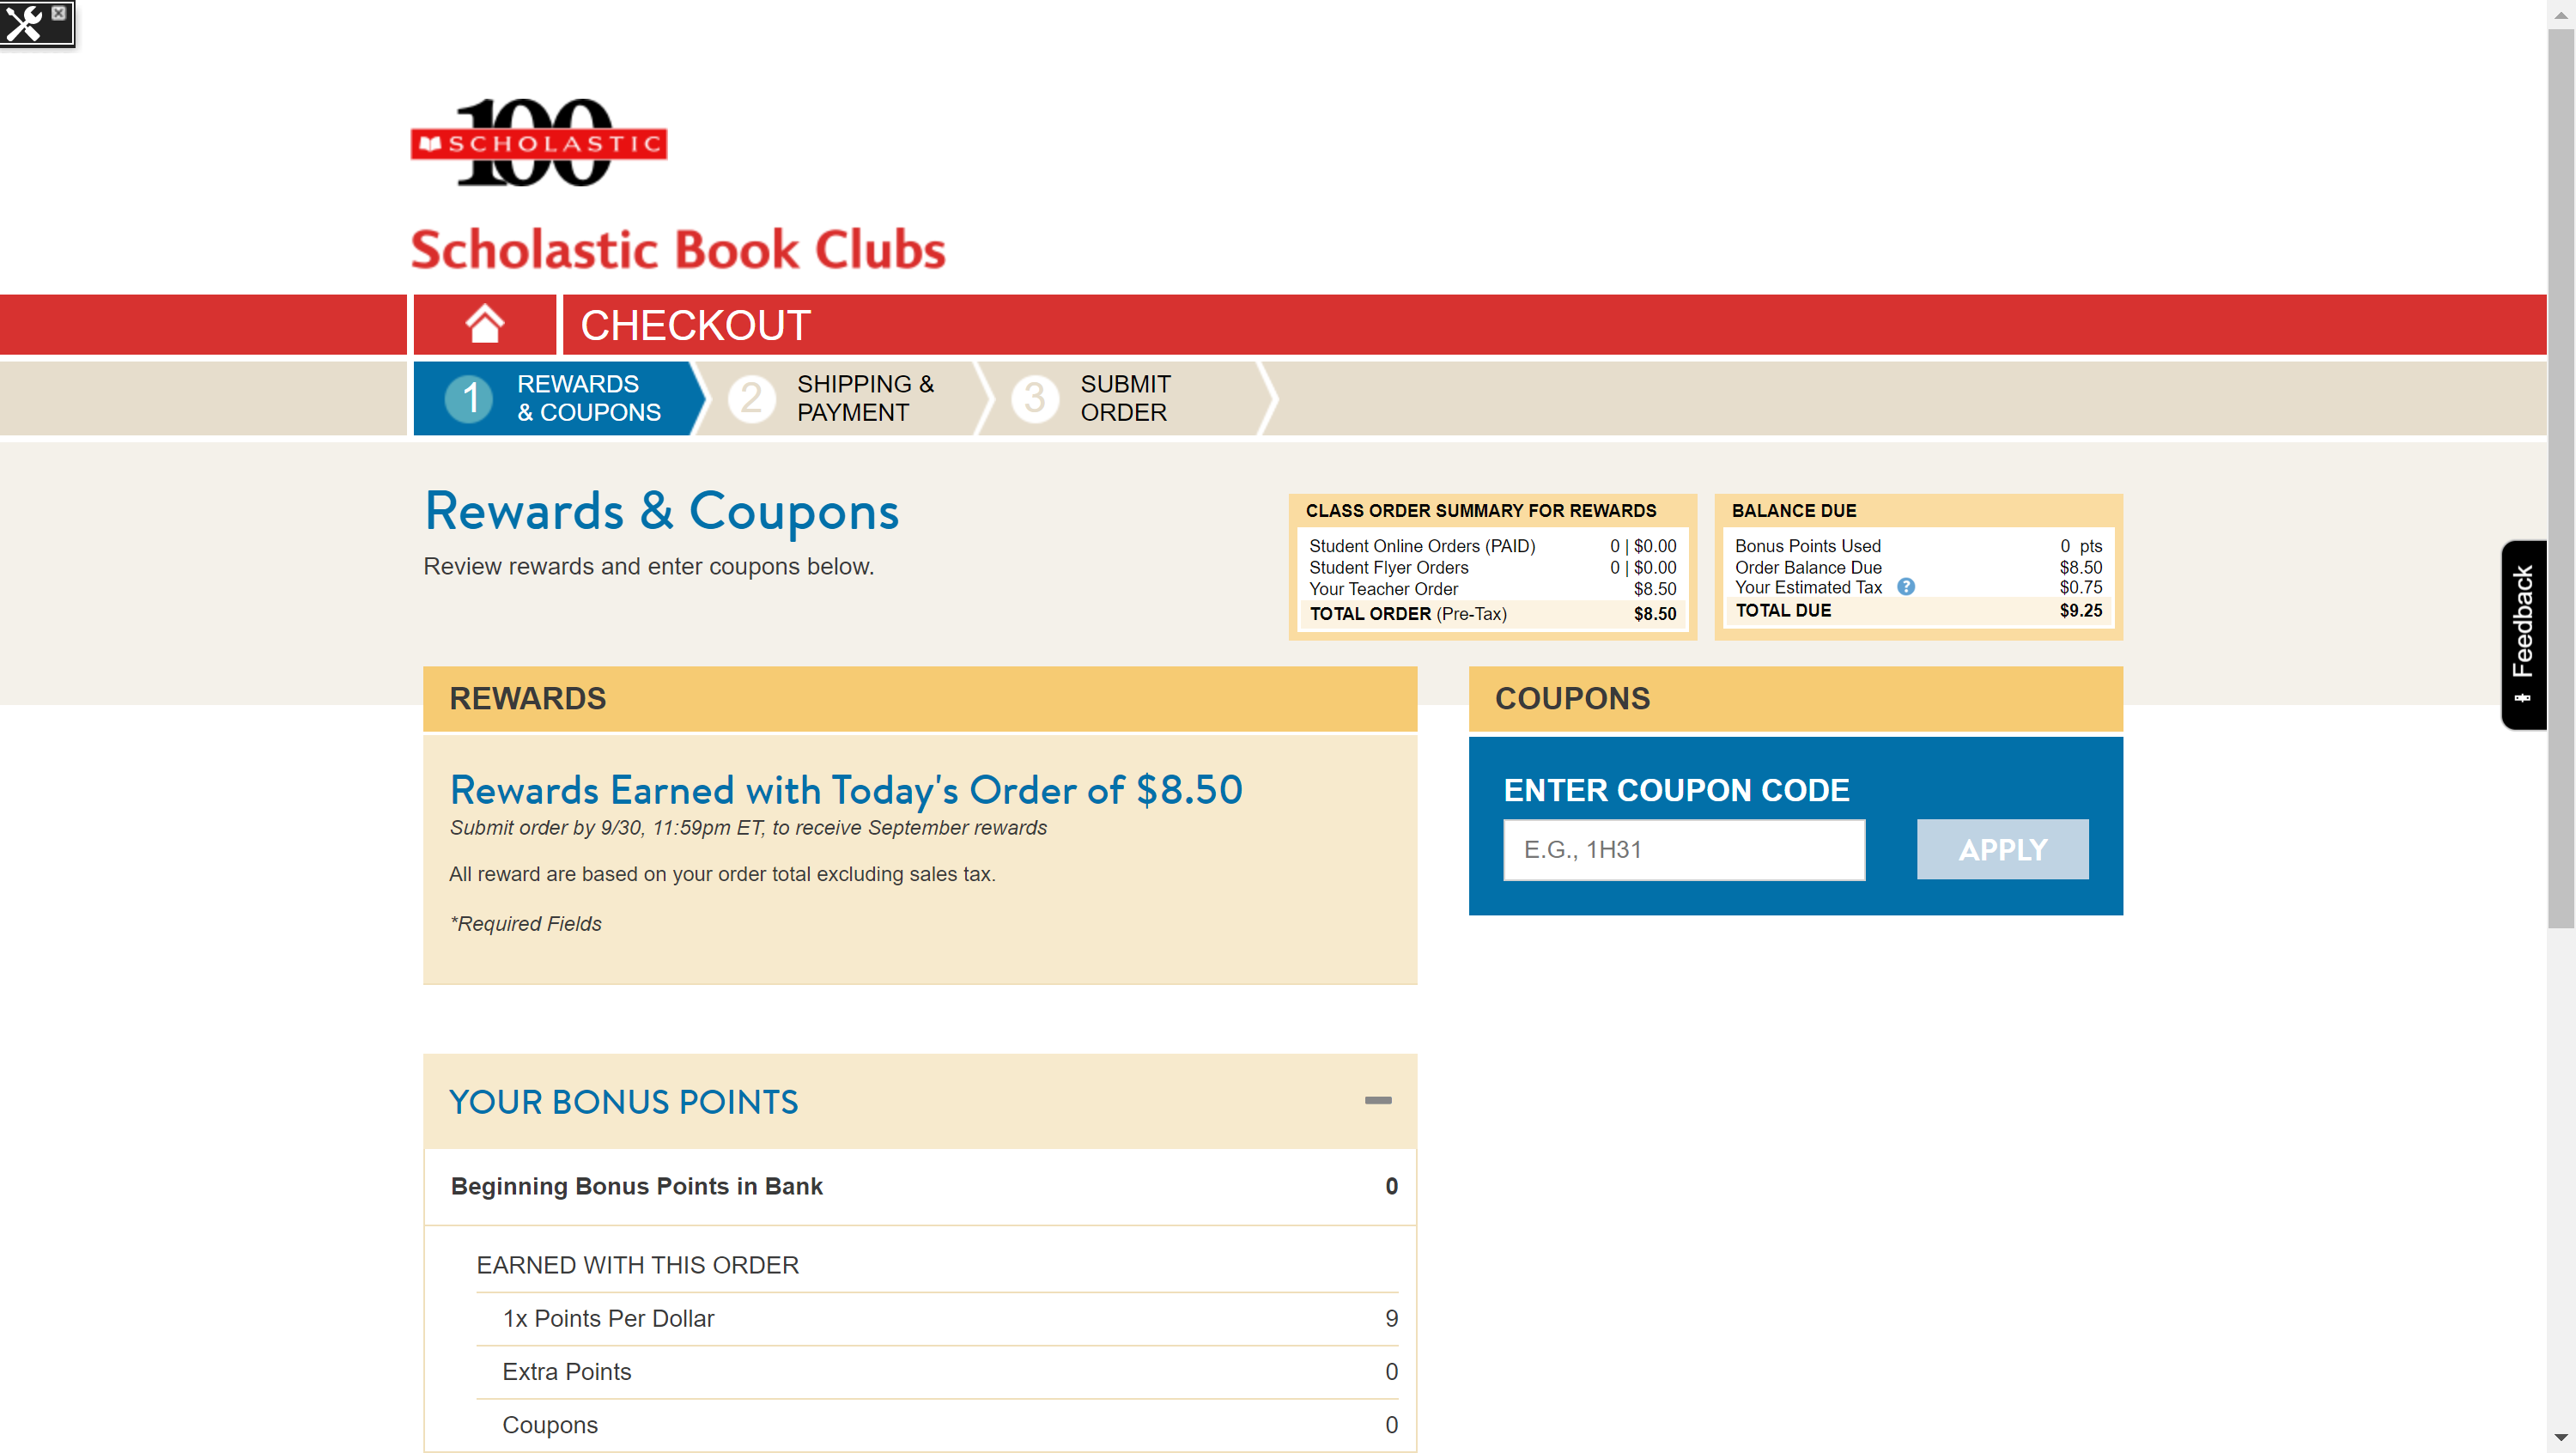 100
SCHOLASTIC
Scholastic Book Clubs
CHECKOUT
1 REWARDS
& COUPONS
2 SHIPPING &
PAYMENT
3 SUBMIT
ORDER
Rewards & Coupons
Review rewards and enter coupons below.
CLASS ORDER SUMMARY FOR REWARDS
Student Online Orders (PAID) 0 | $0.00
Student Flyer Orders 0 | $0.00
Your Teacher Order $8.50
TOTAL ORDER (Pre-Tax) $8.50
BALANCE DUE
Bonus Points Used 0 pts
Order Balance Due $8.50
Your Estimated Tax ? $0.75
TOTAL DUE $9.25
Feedback
REWARDS
Rewards Earned with Today's Order of $8.50
Submit order by 9/30, 11:59pm ET, to receive September rewards
All reward are based on your order total excluding sales tax.
*Required Fields
COUPONS
ENTER COUPON CODE
E.G., 1H31
APPLY
YOUR BONUS POINTS
Beginning Bonus Points in Bank 0
EARNED WITH THIS ORDER
1x Points Per Dollar 9
Extra Points 0
Coupons 0